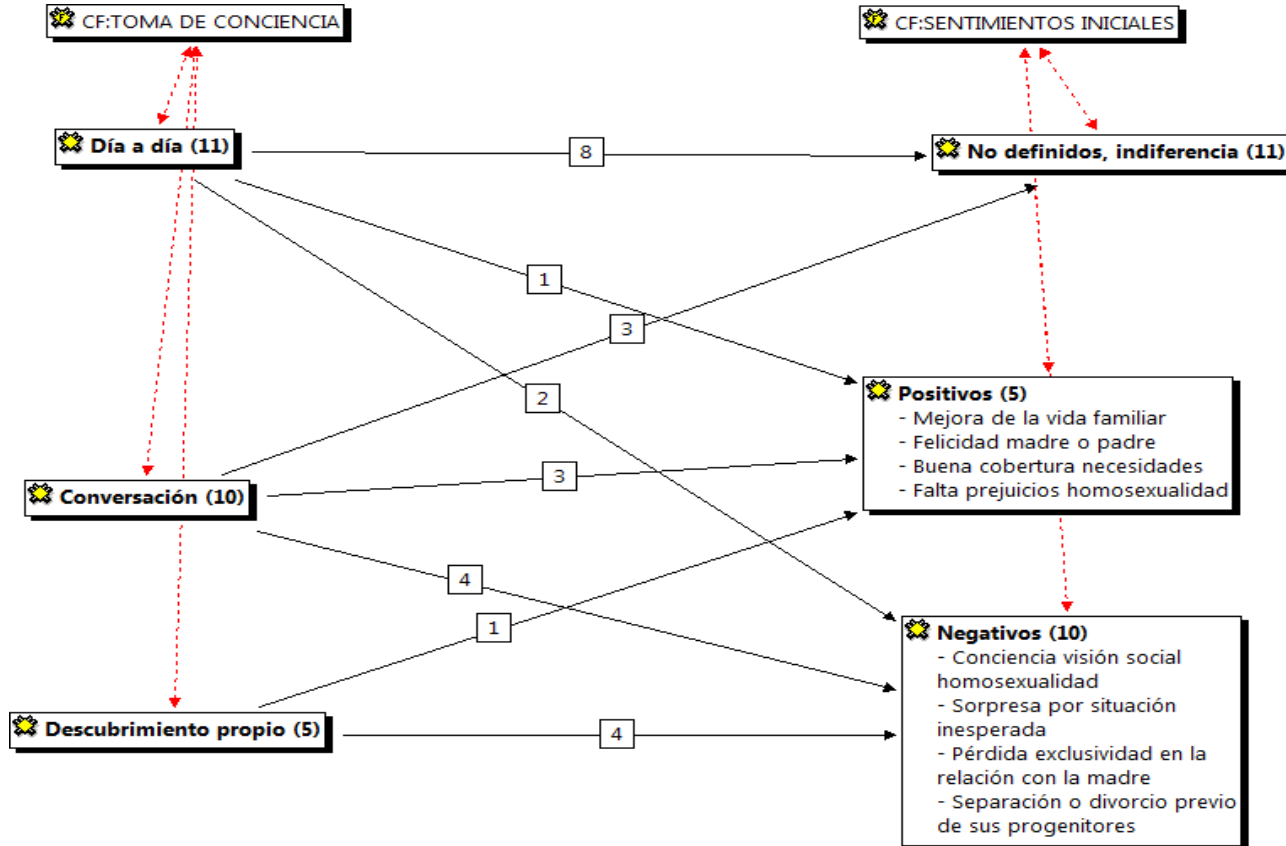 CF:TOMA DE CONCIENCIA
CF:SENTIMIENTOS INICIALES
Día a día (11)
8
No definidos, indiferencia (11)
1
3
2
Positivos (5)
- Mejora de la vida familiar
- Felicidad madre o padre
- Buena cobertura necesidades
- Falta prejuicios homosexualidad
Conversación (10)
3
4
1
Negativos (10)
- Conciencia visión social
homosexualidad
- Sorpresa por situación
inesperada
- Pérdida exclusividad en la
relación con la madre
- Separación o divorcio previo
de sus progenitores
Descubrimiento propio (5)
4